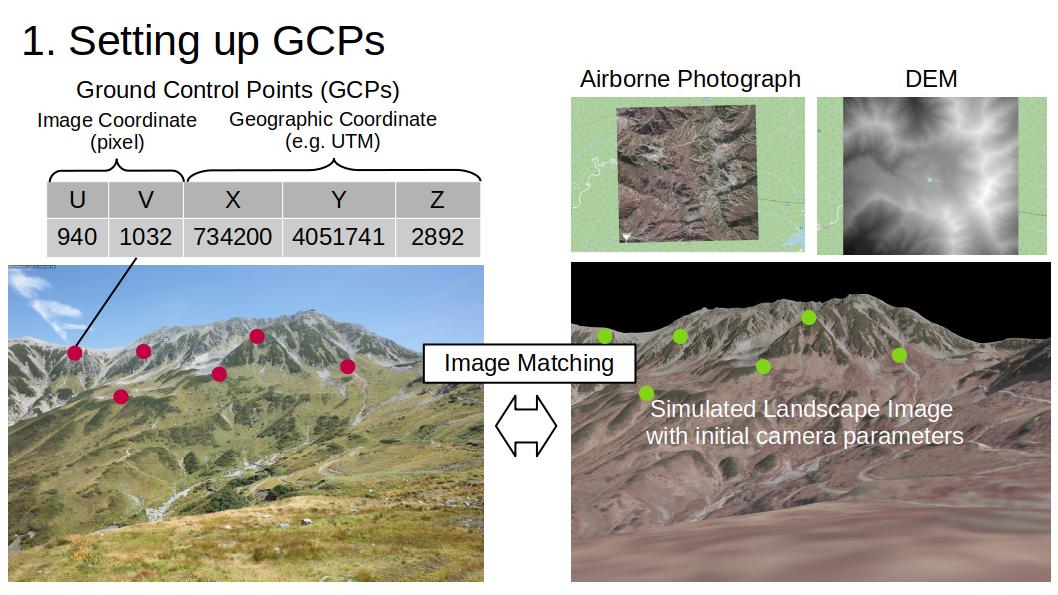 1. Setting up GCPs
Ground Control Points (GCPs)
Image Coordinate
(pixel)
Geographic Coordinate
(e.g. UTM)
U V X Y Z
940 1032 734200 4051741 2892
Airborne Photograph
DEM
Image Matching
Simulated Landscape Image
with initial camera parameters